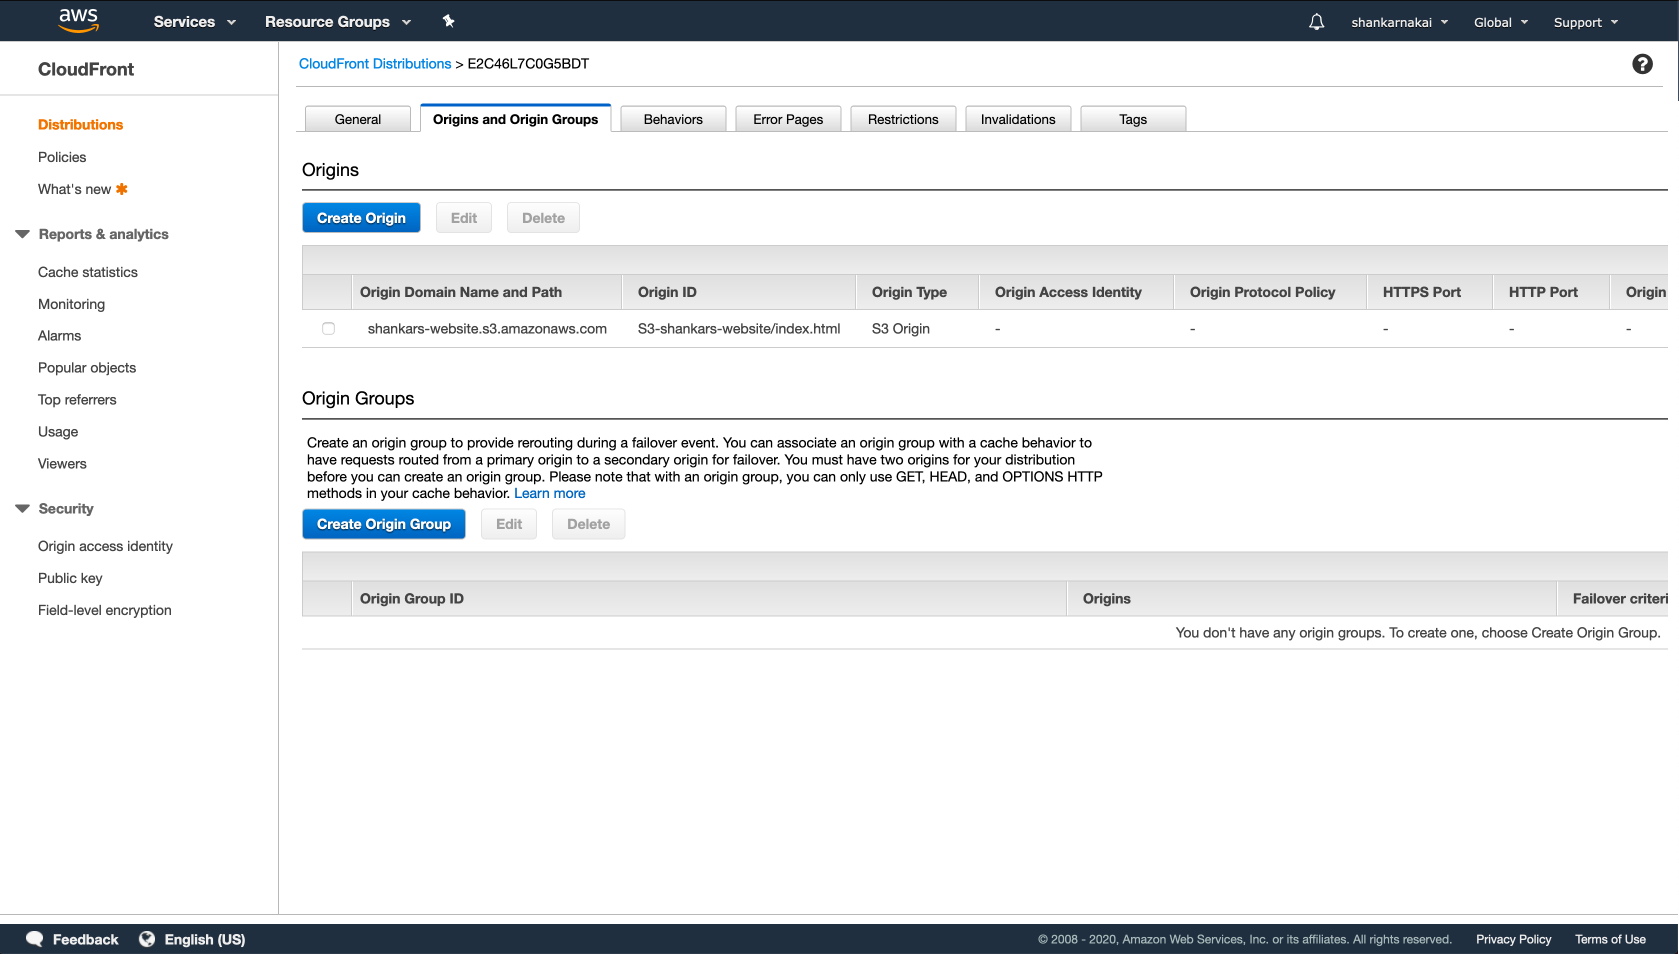 aws Services Resource Groups shankarnakai Global Support
CloudFront
CloudFront Distributions > E2C46L7C0G5BDT
Distributions
Policies
What's new
Reports & analytics
Cache statistics
Monitoring
Alarms
Popular objects
Top referrers
Usage
Viewers
Security
Origin access identity
Public key
Field-level encryption
General Origins and Origin Groups Behaviors Error Pages Restrictions Invalidations Tags
Origins
Create Origin Edit Delete
Origin Domain Name and Path Origin ID Origin Type Origin Access Identity Origin Protocol Policy HTTPS Port HTTP Port Origin
shankars-website.s3.amazonaws.com S3-shankars-website/index.html S3 Origin - - - - -
Origin Groups
Create an origin group to provide rerouting during a failover event. You can associate an origin group with a cache behavior to
have requests routed from a primary origin to a secondary origin for failover. You must have two origins for your distribution
before you can create an origin group. Please note that with an origin group, you can only use GET, HEAD, and OPTIONS HTTP
methods in your cache behavior. Learn more
Create Origin Group Edit Delete
Origin Group ID Origins Failover criteri
You don't have any origin groups. To create one, choose Create Origin Group.
Feedback English (US) © 2008 - 2020, Amazon Web Services, Inc. or its affiliates. All rights reserved. Privacy Policy Terms of Use